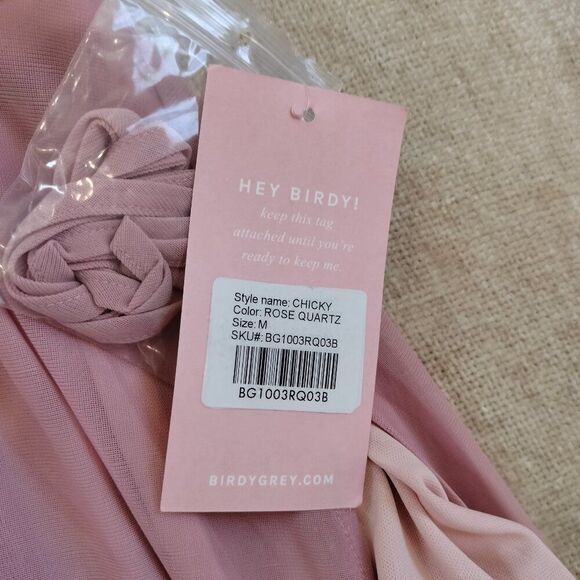 HEY BIRDY!
keep this tag
attached until you're
ready to keep me.
Style name: CHICKY
Color: ROSE QUARTZ
Size: M
SKU#: BG1003RQ03B
BG1003RQ03B
BIRDYGREY.COM